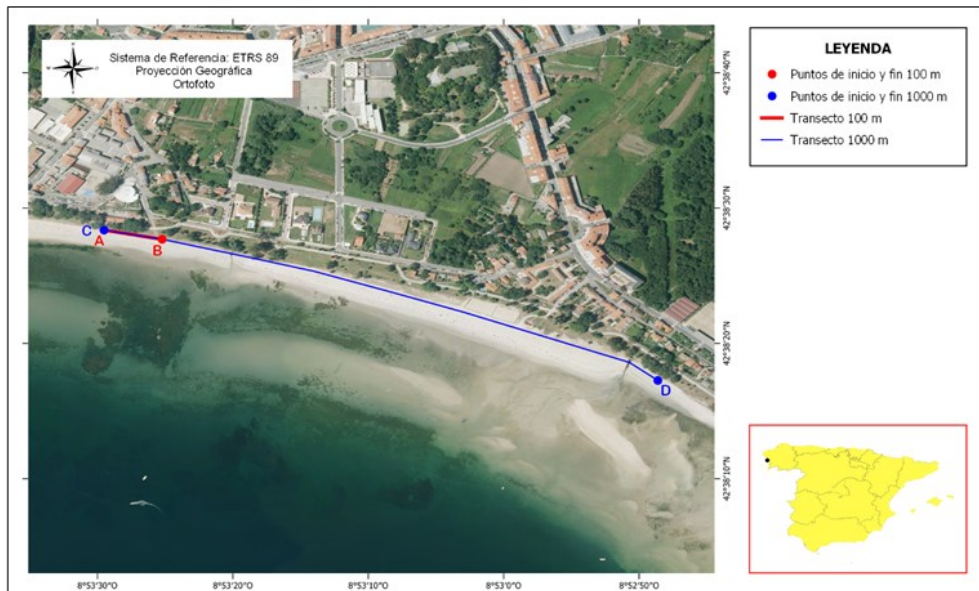 Sistema de Referencia: ETRS 89
Proyección Geográfica
Ortofoto
LEYENDA
Puntos de inicio y fin 100 m
Puntos de inicio y fin 1000 m
Transecto 100 m
Transecto 1000 m
C
A
B
D
42°38'40"N
42°38'30"N
42°38'20"N
42°38'10"N
8°53'30"O
8°53'20"O
8°53'10"O
8°53'0"O
8°52'50"O